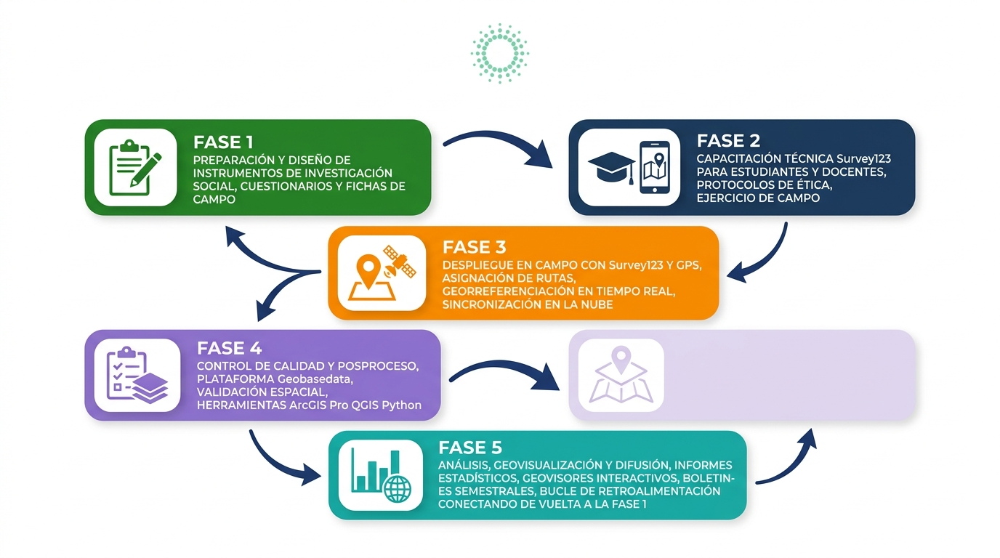 FASE 1
PREPARACIÓN Y DISEÑO DE
INSTRUMENTOS DE INVESTIGACIÓN
SOCIAL, CUESTIONARIOS Y FICHAS DE
CAMPO
FASE 2
CAPACITACIÓN TÉCNICA Survey123
PARA ESTUDIANTES Y DOCENTES,
PROTOCOLOS DE ÉTICA,
EJERCICIO DE CAMPO
FASE 3
DESPLIEGUE EN CAMPO CON Survey123 Y GPS,
ASIGNACIÓN DE RUTAS,
GEORREFERENCIACIÓN EN TIEMPO REAL,
SINCRONIZACIÓN EN LA NUBE
FASE 4
CONTROL DE CALIDAD Y POSPROCESO,
PLATAFORMA Geobasedata,
VALIDACIÓN ESPACIAL,
HERRAMIENTAS ArcGIS Pro QGIS Python
FASE 5
ANÁLISIS, GEOVISUALIZACIÓN Y DIFUSIÓN, INFORMES
ESTADÍSTICOS, GEOVISORES INTERACTIVOS, BOLETIN-
ES SEMESTRALES, BUCLE DE RETROALIMENTACIÓN
CONECTANDO DE VUELTA A LA FASE 1